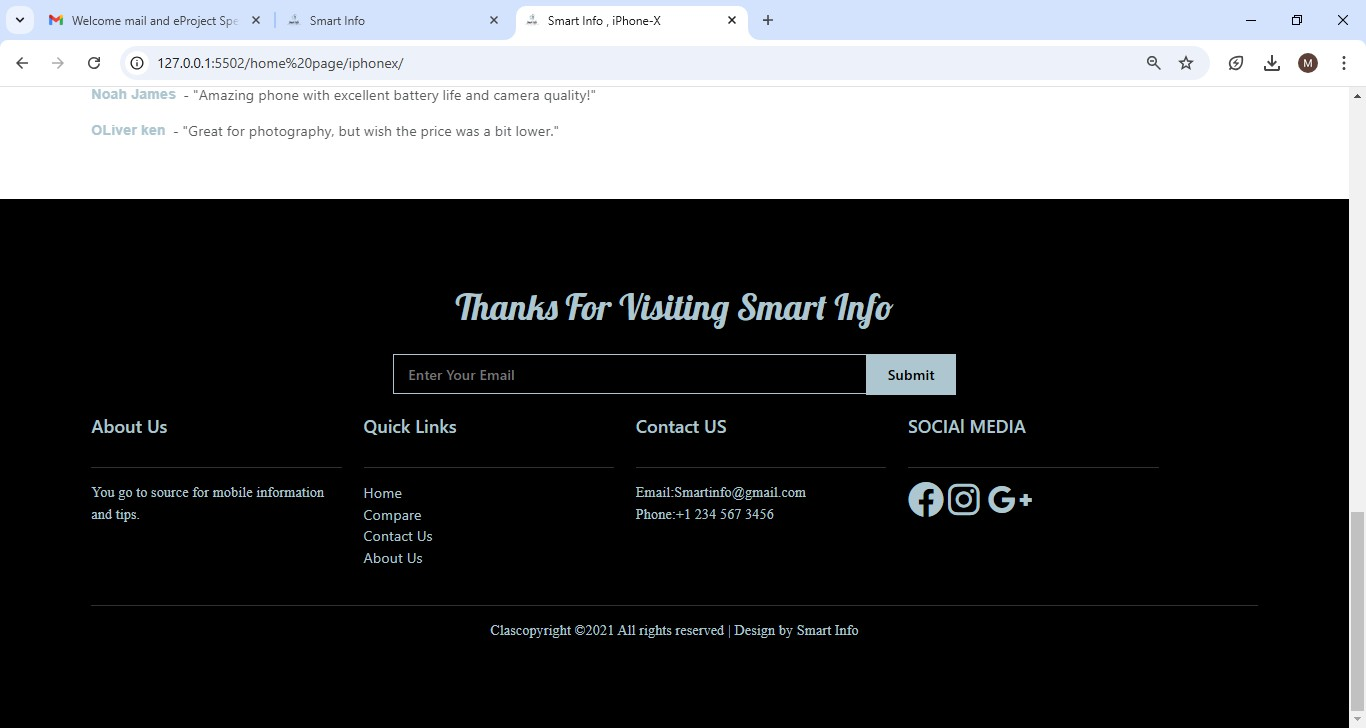 Welcome mail and eProject Spe
Smart Info
Smart Info , iPhone-X
127.0.0.1:5502/home%20page/iphonex/
M
Noah James - "Amazing phone with excellent battery life and camera quality!"
OLiver ken - "Great for photography, but wish the price was a bit lower."
Thanks For Visiting Smart Info
Enter Your Email
Submit
About Us
You go to source for mobile information
and tips.
Quick Links
Home
Compare
Contact Us
About Us
Contact US
Email:Smartinfo@gmail.com
Phone:+1 234 567 3456
SOCIAl MEDIA
G+
Clascopyright ©2021 All rights reserved | Design by Smart Info